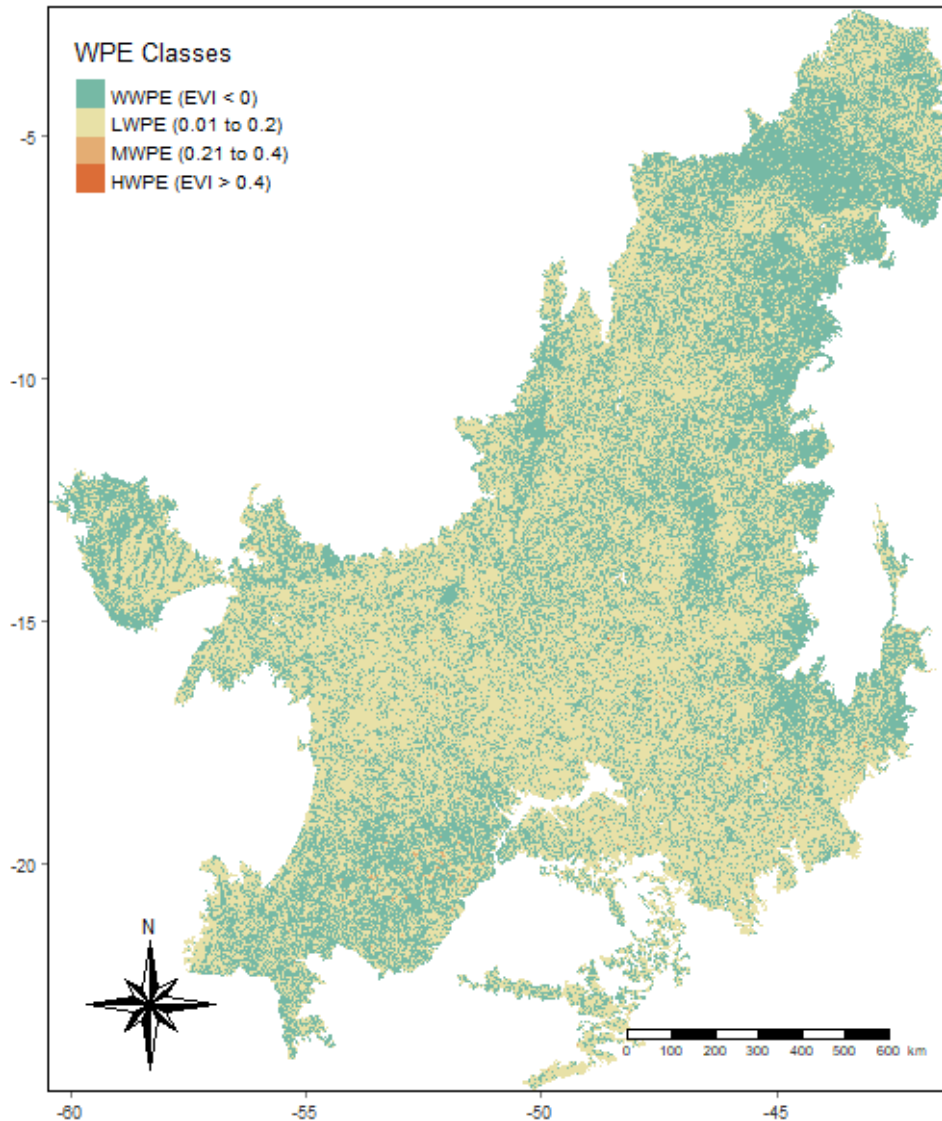 WPE Classes
WWPE (EVI < 0)
LWPE (0.01 to 0.2)
MWPE (0.21 to 0.4)
HWPE (EVI > 0.4)
-5
-10
-15
-20
N
0 100 200 300 400 500 600 km
-60 -55 -50 -45